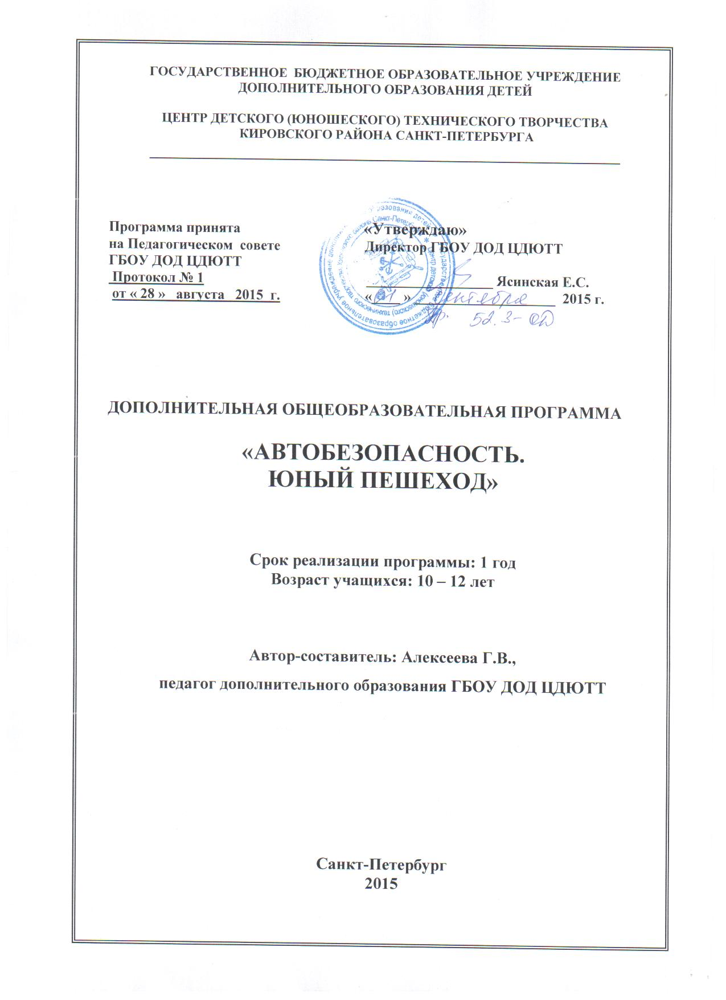 ГОСУДАРСТВЕННОЕ БЮДЖЕТНОЕ ОБРАЗОВАТЕЛЬНОЕ УЧРЕЖДЕНИЕ
ДОПОЛНИТЕЛЬНОГО ОБРАЗОВАНИЯ ДЕТЕЙ
ЦЕНТР ДЕТСКОГО (ЮНОШЕСКОГО) ТЕХНИЧЕСКОГО ТВОРЧЕСТВА
КИРОВСКОГО РАЙОНА САНКТ-ПЕТЕРБУРГА
Программа принята
на Педагогическом совете
ГБОУ ДОД ЦДЮТТ
Протокол № 1
от « 28 » августа 2015 г.
«Утверждаю»
Директор ГБОУ ДОД ЦДЮТТ
Ясинская Е.С.
«01» сентября 2015 г.
Пр. 52.3-ОД
ДОПОЛНИТЕЛЬНАЯ ОБЩЕОБРАЗОВАТЕЛЬНАЯ ПРОГРАММА
«АВТОБЕЗОПАСНОСТЬ.
ЮНЫЙ ПЕШЕХОД»
Срок реализации программы: 1 год
Возраст учащихся: 10 – 12 лет
Автор-составитель: Алексеева Г.В.,
педагог дополнительного образования ГБОУ ДОД ЦДЮТТ
Санкт-Петербург
2015